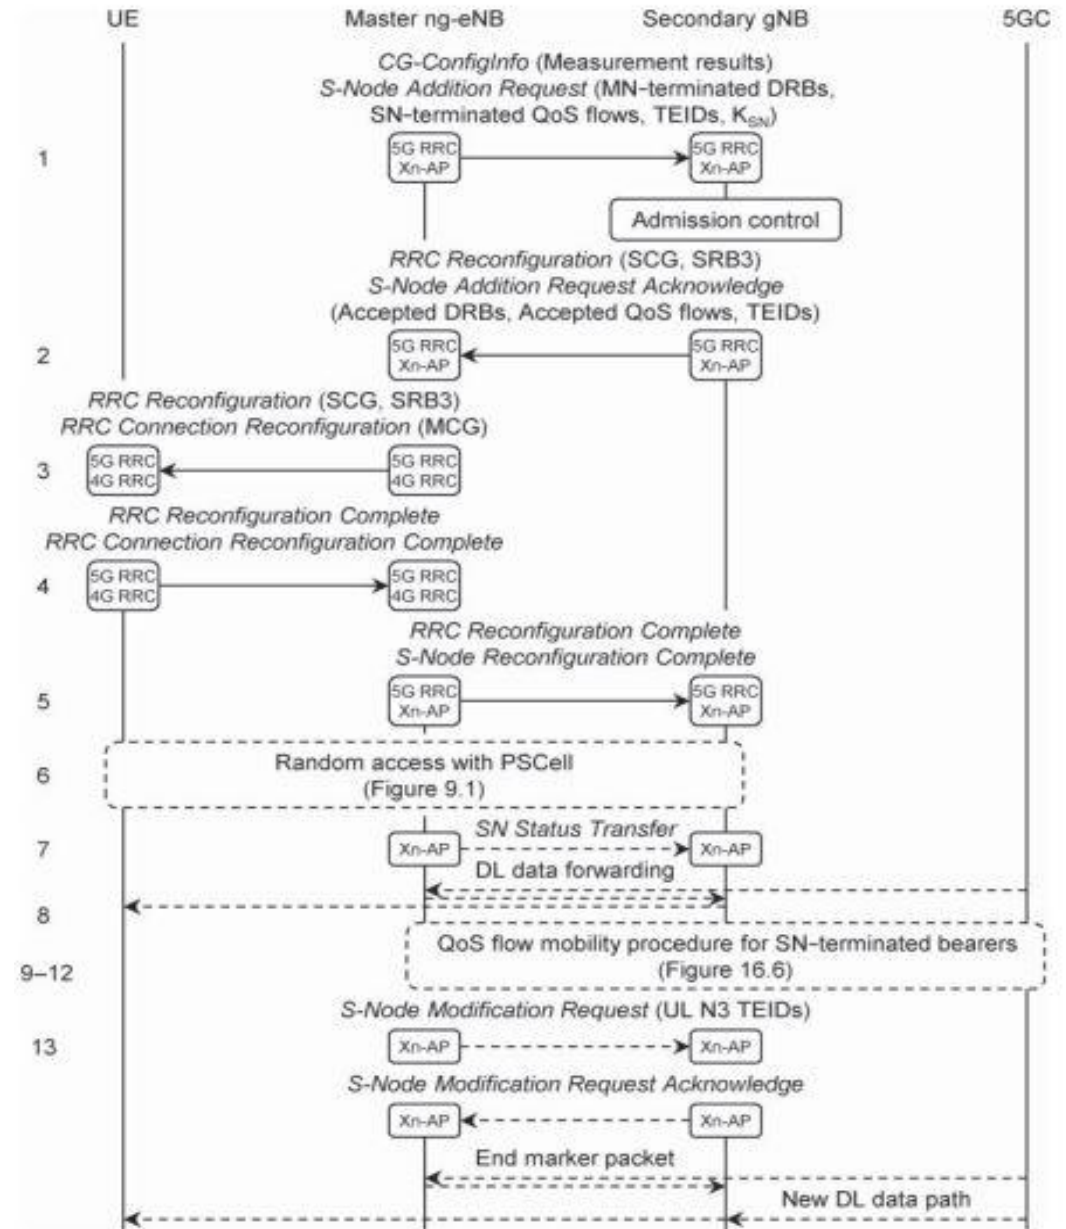 UE Master ng-eNB Secondary gNB 5GC
CG-ConfigInfo (Measurement results)
S-Node Addition Request (MN-terminated DRBs,
SN-terminated QoS flows, TEIDs, K_SN)
1
5G RRC
Xn-AP
5G RRC
Xn-AP
Admission control
RRC Reconfiguration (SCG, SRB3)
S-Node Addition Request Acknowledge
(Accepted DRBs, Accepted QoS flows, TEIDs)
2
5G RRC
Xn-AP
5G RRC
Xn-AP
RRC Reconfiguration (SCG, SRB3)
RRC Connection Reconfiguration (MCG)
3
5G RRC
4G RRC
5G RRC
4G RRC
RRC Reconfiguration Complete
RRC Connection Reconfiguration Complete
4
5G RRC
4G RRC
5G RRC
4G RRC
RRC Reconfiguration Complete
S-Node Reconfiguration Complete
5
5G RRC
Xn-AP
5G RRC
Xn-AP
6
Random access with PSCell
(Figure 9.1)
SN Status Transfer
7
Xn-AP
Xn-AP
DL data forwarding
8
QoS flow mobility procedure for SN-terminated bearers
(Figure 16.6)
9–12
S-Node Modification Request (UL N3 TEIDs)
13
Xn-AP
Xn-AP
S-Node Modification Request Acknowledge
Xn-AP
Xn-AP
End marker packet
New DL data path